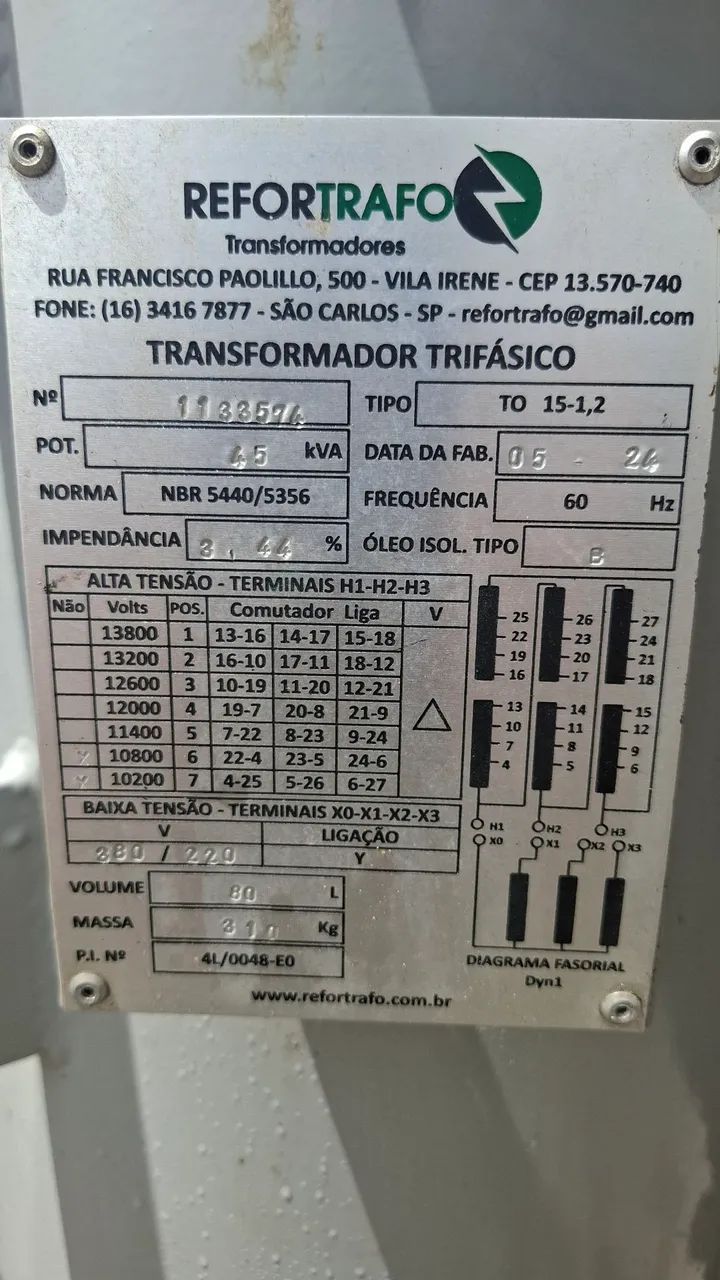 REFORTRAFO
Transformadores
RUA FRANCISCO PAOLILLO, 500 - VILA IRENE - CEP 13.570-740
FONE: (16) 3416 7877 - SÃO CARLOS - SP - refortrafo@gmail.com
TRANSFORMADOR TRIFÁSICO
Nº 1133574 TIPO TO 15-1,2
POT. 45 kVA DATA DA FAB. 05 - 24
NORMA NBR 5440/5356 FREQUÊNCIA 60 Hz
IMPENDÂNCIA 3,44 % ÓLEO ISOL. TIPO B
ALTA TENSÃO - TERMINAIS H1-H2-H3
Não Volts POS. Comutador Liga V
13800 1 13-16 14-17 15-18
13200 2 16-10 17-11 18-12
12600 3 10-19 11-20 12-21
12000 4 19-7 20-8 21-9
11400 5 7-22 8-23 9-24
x 10800 6 22-4 23-5 24-6
x 10200 7 4-25 5-26 6-27
BAIXA TENSÃO - TERMINAIS X0-X1-X2-X3
V LIGAÇÃO
380 / 220 Y
VOLUME 80 L
MASSA Kg
P.I. Nº 4L/0048-E0
25 26 27
22 23 24
19 20 21
16 17 18
13 14 15
10 11 12
7 8 9
4 5 6
H1 H2 H3
X0 X1 X2 X3
DIAGRAMA FASORIAL
Dyn1
www.refortrafo.com.br